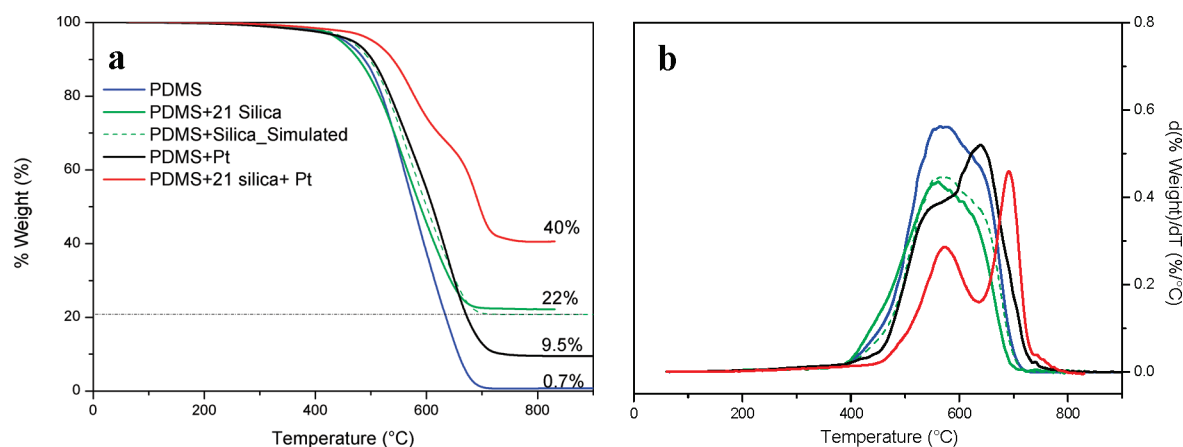 a
PDMS
PDMS+21 Silica
PDMS+Silica_Simulated
PDMS+Pt
PDMS+21 silica+ Pt
40%
22%
9.5%
0.7%
100
80
60
40
20
0
% Weight (%)
0 200 400 600 800
Temperature (°C)
b
0.8
0.6
0.4
0.2
0.0
d(% Weight)/dT (%/°C)
0 200 400 600 800
Temperature (°C)